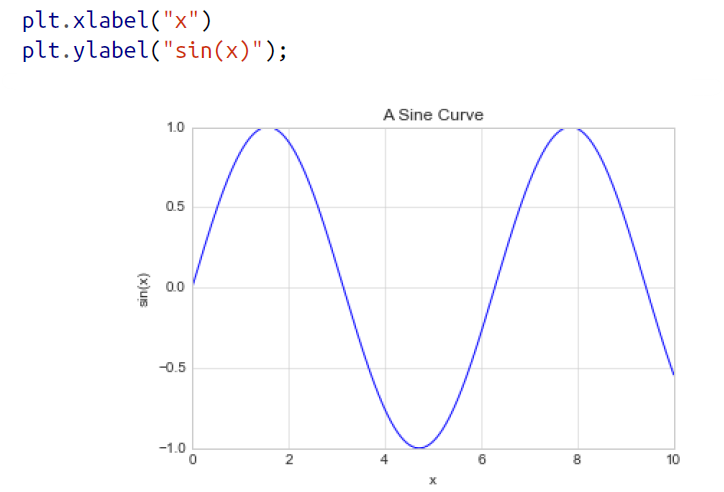 plt.xlabel("x")
plt.ylabel("sin(x)");
A Sine Curve
1.0
0.5
0.0
−0.5
−1.0
sin(x)
0 2 4 6 8 10
x